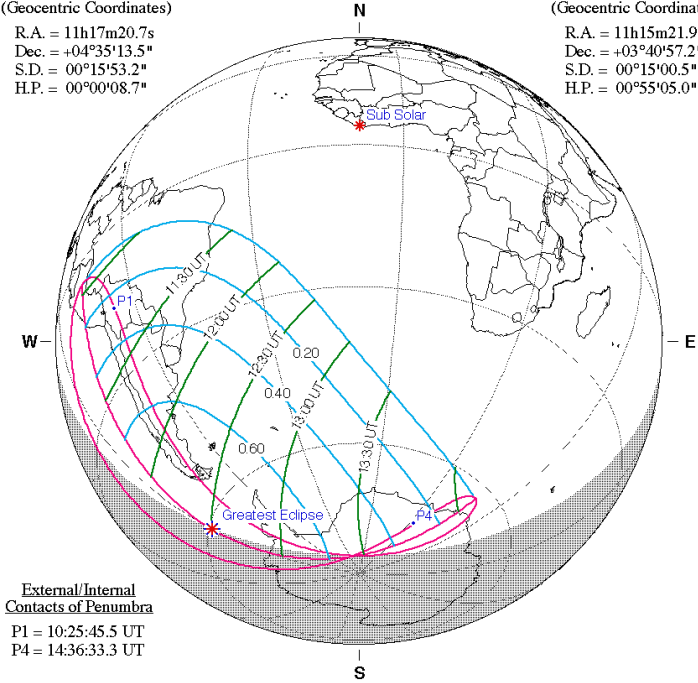 (Geocentric Coordinates)
R.A. = 11h17m20.7s
Dec. = +04°35'13.5"
S.D. = 00°15'53.2"
H.P. = 00°00'08.7"
N
(Geocentric Coordinat
R.A. = 11h15m21.9
Dec. = +03°40'57.2
S.D. = 00°15'00.5"
H.P. = 00°55'05.0"
Sub Solar
P1
11:30 UT
12:00 UT
12:30 UT
13:00 UT
13:30 UT
0.20
0.40
0.60
W
E
Greatest Eclipse
P4
External/Internal
Contacts of Penumbra
P1 = 10:25:45.5 UT
P4 = 14:36:33.3 UT
S